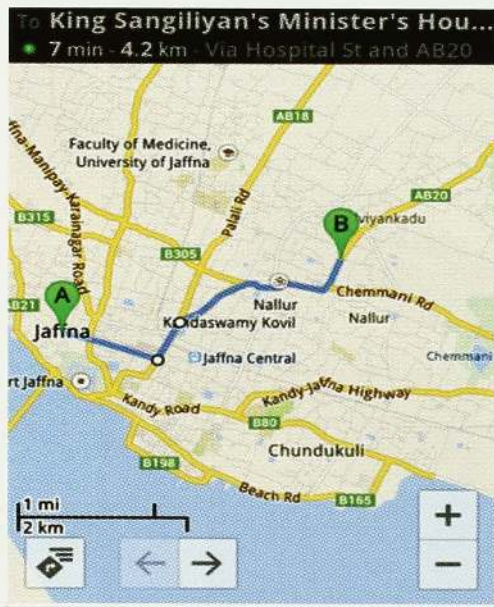 To King Sangiliyan's Minister's Hou...
7 min - 4.2 km - Via Hospital St and AB20
AB18
Faculty of Medicine,
University of Jaffna
Jaffna-Manipay-Karainagar Road
Palali Rd
AB20
B315
B
viyankadu
B305
A
Chemmani Rd
AB21
Nallur
Jaffna
Kandaswamy Kovil
Nallur
Jaffna Central
Chemmani
rt Jaffna
Kandy Road
Kandy-Jaffna Highway
B80
Chundukuli
B198
Beach Rd
B165
1 mi
2 km
+
← →
−